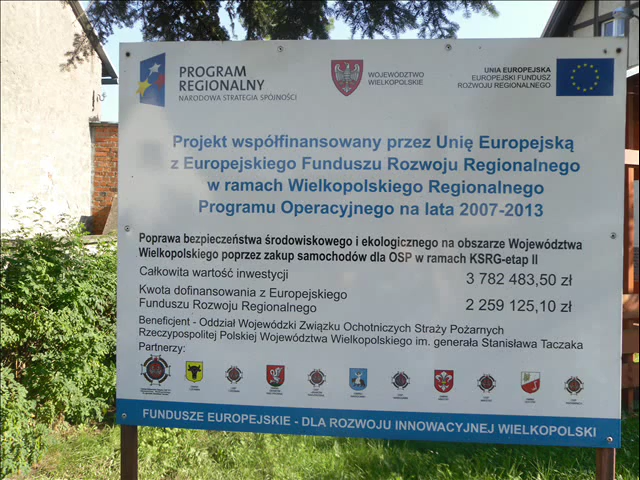 PROGRAM
REGIONALNY
NARODOWA STRATEGIA SPÓJNOŚCI
WOJEWÓDZTWO
WIELKOPOLSKIE
UNIA EUROPEJSKA
EUROPEJSKI FUNDUSZ
ROZWOJU REGIONALNEGO
Projekt współfinansowany przez Unię Europejską
z Europejskiego Funduszu Rozwoju Regionalnego
w ramach Wielkopolskiego Regionalnego
Programu Operacyjnego na lata 2007-2013
Poprawa bezpieczeństwa środowiskowego i ekologicznego na obszarze Województwa
Wielkopolskiego poprzez zakup samochodów dla OSP w ramach KSRG-etap II
Całkowita wartość inwestycji 3 782 483,50 zł
Kwota dofinansowania z Europejskiego
Funduszu Rozwoju Regionalnego 2 259 125,10 zł
Beneficjent - Oddział Wojewódzki Związku Ochotniczych Straży Pożarnych
Rzeczypospolitej Polskiej Województwa Wielkopolskiego im. generała Stanisława Taczaka
Partnerzy:
FUNDUSZE EUROPEJSKIE - DLA ROZWOJU INNOWACYJNEJ WIELKOPOLSKI